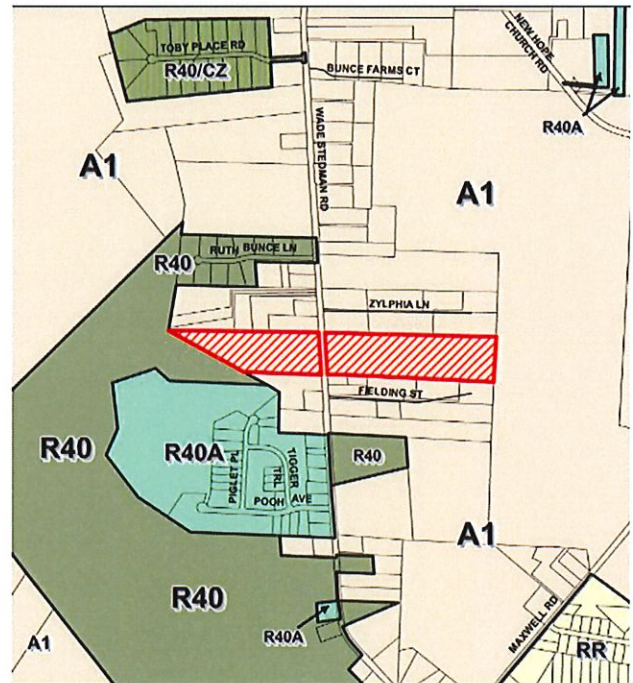 TOBY PLACE RD
R40/CZ
BUNCE FARMS CT
NEW HOPE
CHURCH RD
R40A
WADE STEDMAN RD
A1
A1
R40
RUTH BUNCE LN
ZYLPHIA LN
FIELDING ST
R40
R40A
PIGLET PL
TRL
TIGGER
POOH AVE
R40
A1
R40
R40A
A1
MAXWELL RD
RR